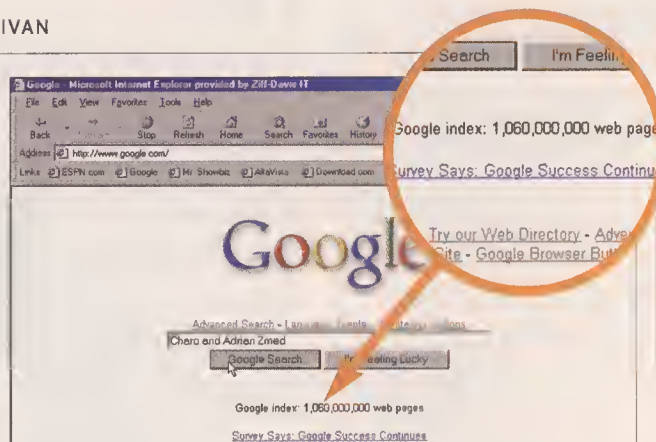 IVAN
Search I'm Feelin
Google index: 1,060,000,000 web page
Survey Says: Google Success Continu
Try our Web Directory - Adve
Site - Google Browser But
Google - Microsoft Internet Explorer provided by Ziff-Davis IT
File Edit View Favorites Tools Help
Back Stop Refresh Home Search Favorites History
Address http://www.google.com/
Links ESPN com Google Mr Showbiz AltaVista Download com
Google
Advanced Search -
Charo and Adrian Zmed
Google Search I'm Feeling Lucky
Google index: 1,060,000,000 web pages
Survey Says: Google Success Continues